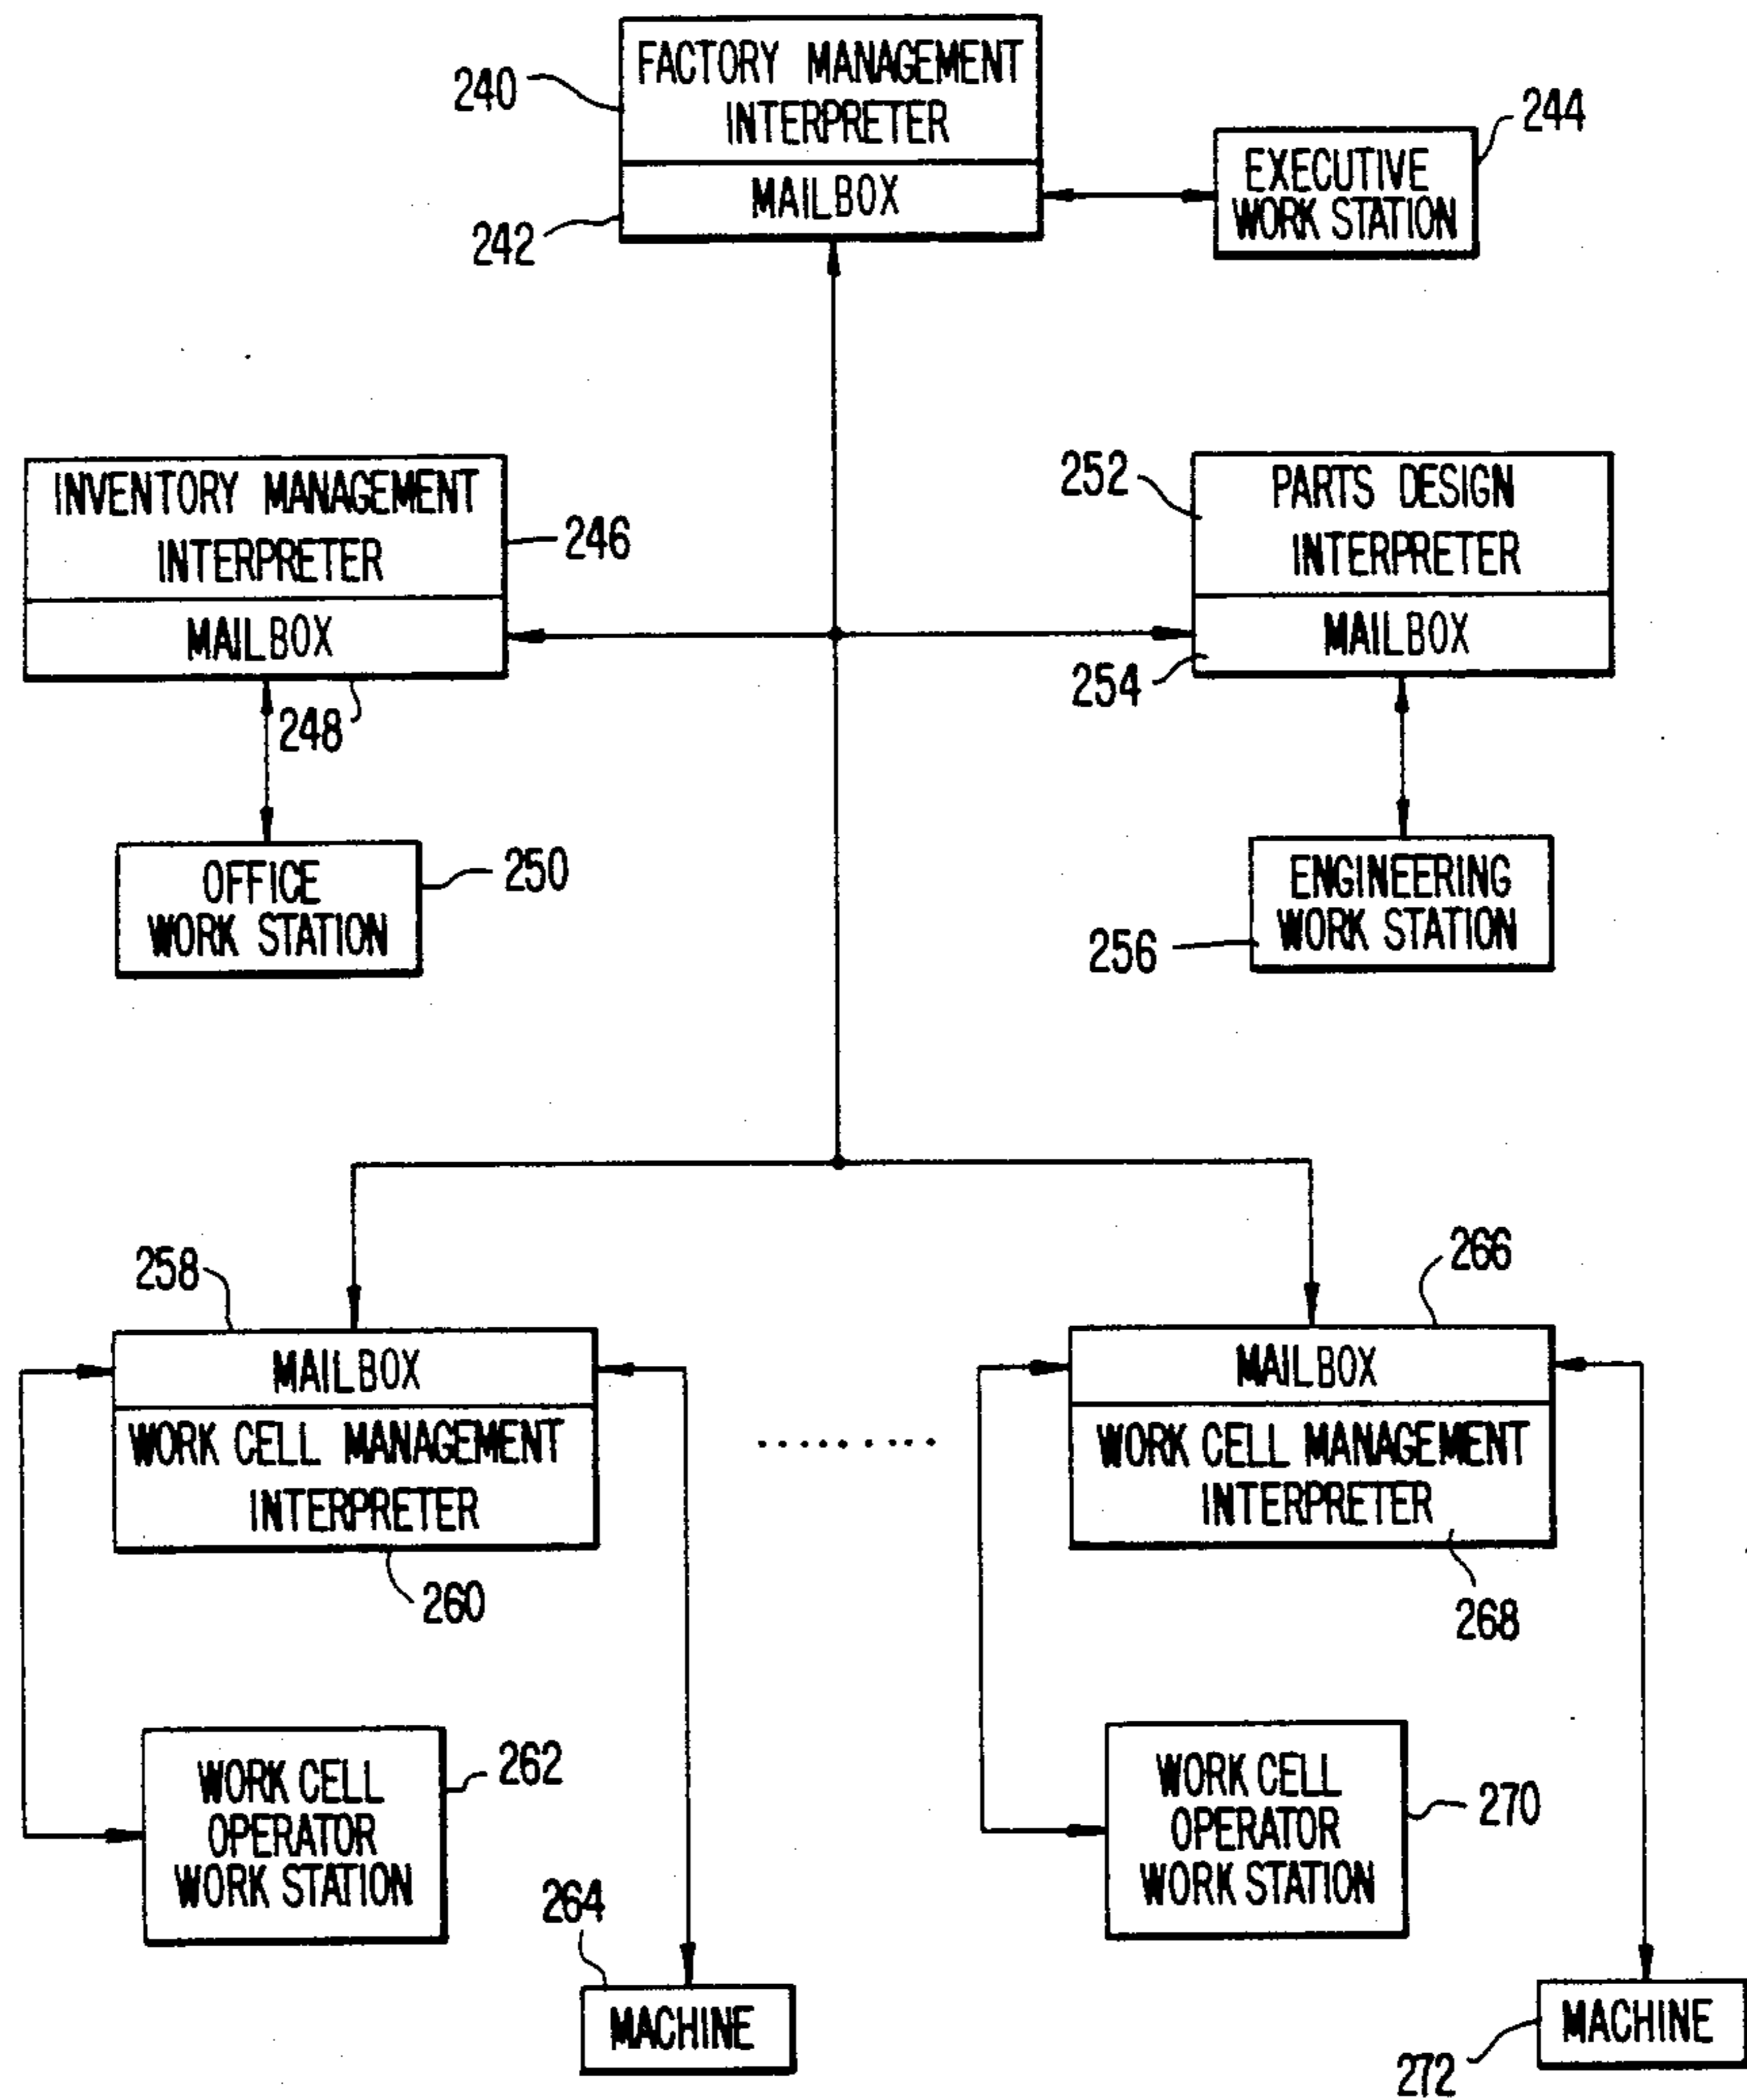 FACTORY MANAGEMENT
INTERPRETER
240
MAILBOX
242
244
EXECUTIVE
WORK STATION
INVENTORY MANAGEMENT
INTERPRETER
246
MAILBOX
248
252
PARTS DESIGN
INTERPRETER
MAILBOX
254
OFFICE
WORK STATION
250
ENGINEERING
WORK STATION
256
258
MAILBOX
WORK CELL MANAGEMENT
INTERPRETER
260
266
MAILBOX
WORK CELL MANAGEMENT
INTERPRETER
268
WORK CELL
OPERATOR
WORK STATION
262
264
MACHINE
WORK CELL
OPERATOR
WORK STATION
270
MACHINE
272